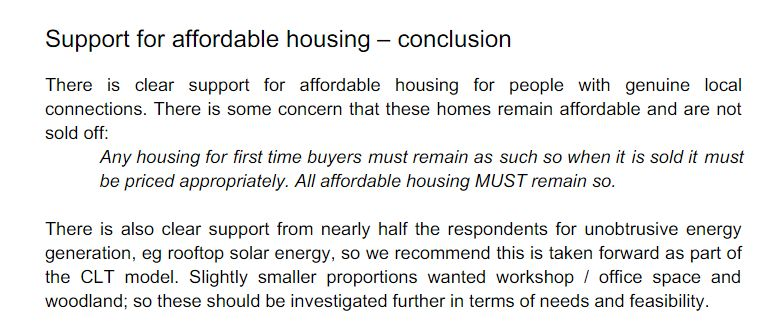 Support for affordable housing – conclusion
There is clear support for affordable housing for people with genuine local
connections. There is some concern that these homes remain affordable and are not
sold off:
Any housing for first time buyers must remain as such so when it is sold it must
be priced appropriately. All affordable housing MUST remain so.
There is also clear support from nearly half the respondents for unobtrusive energy
generation, eg rooftop solar energy, so we recommend this is taken forward as part of
the CLT model. Slightly smaller proportions wanted workshop / office space and
woodland; so these should be investigated further in terms of needs and feasibility.